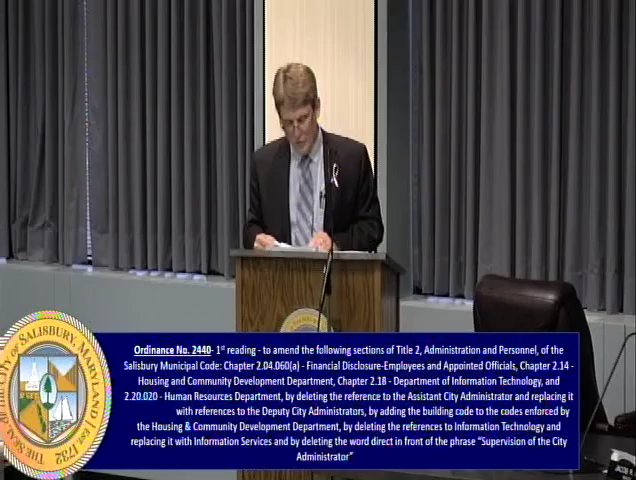 Ordinance No. 2440- 1st reading - to amend the following sections of Title 2, Administration and Personnel, of the
Salisbury Municipal Code: Chapter 2.04.060(a) - Financial Disclosure-Employees and Appointed Officials, Chapter 2.14 -
Housing and Community Development Department, Chapter 2.18 - Department of Information Technology, and
2.20.020 - Human Resources Department, by deleting the reference to the Assistant City Administrator and replacing it
with references to the Deputy City Administrators, by adding the building code to the codes enforced by
the Housing & Community Development Department, by deleting the references to Information Technology and
replacing it with Information Services and by deleting the word direct in front of the phrase "Supervision of the City
Administrator"
THE SEAL OF THE CITY OF SALISBURY, MARYLAND
EST. 1732
JACOB R.